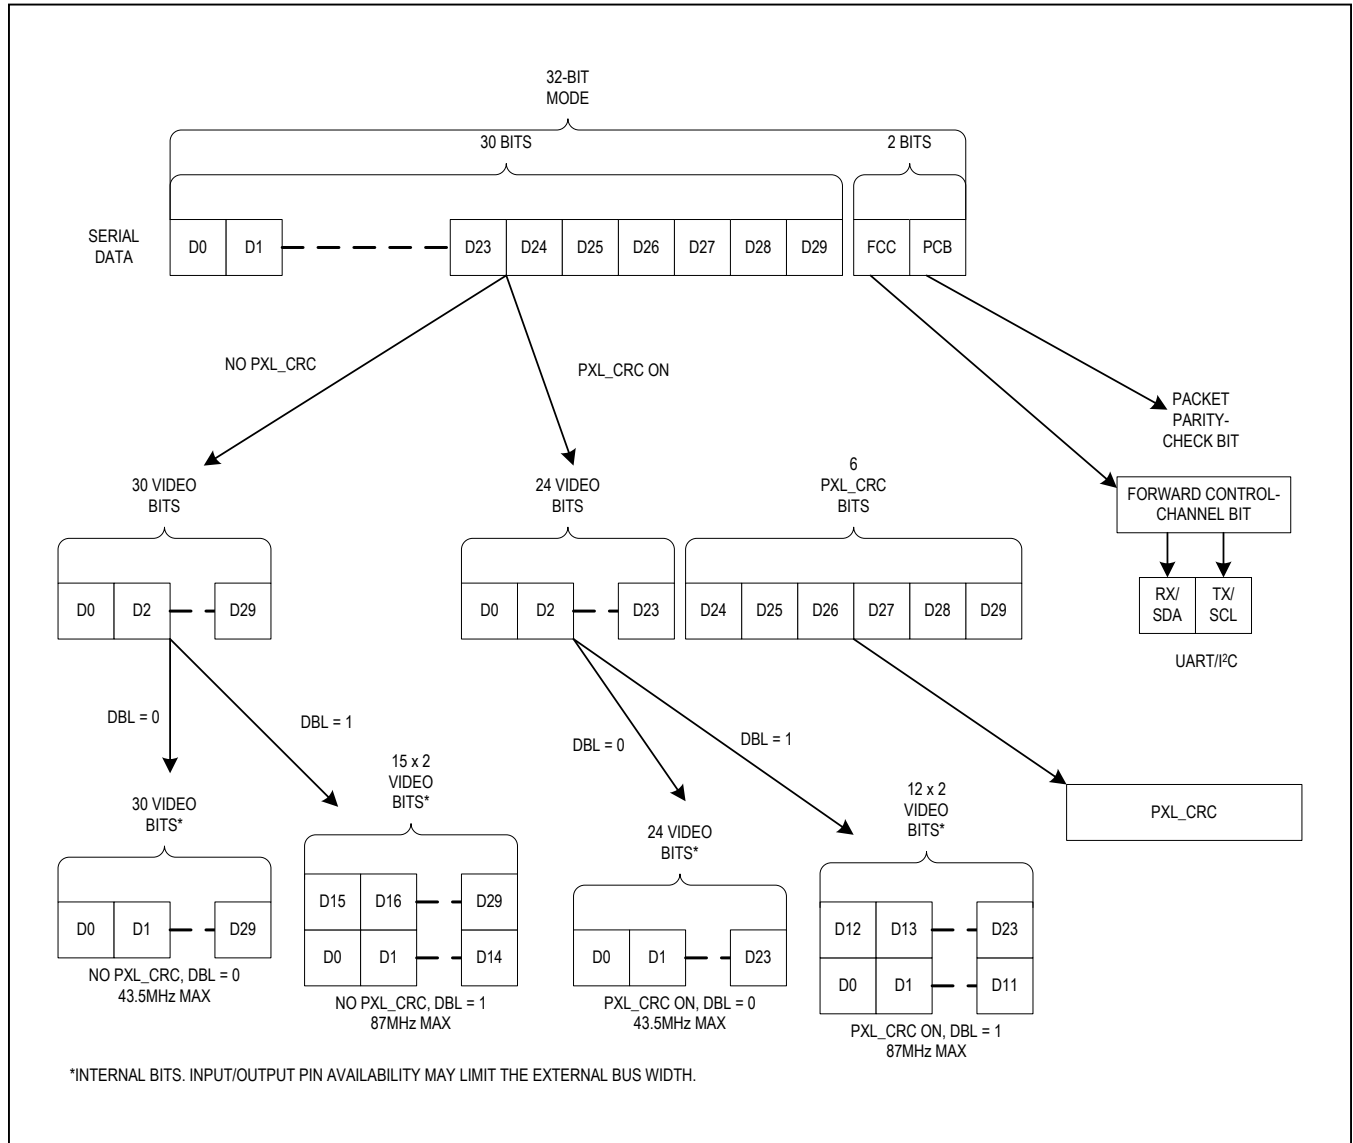 32-BIT
MODE
30 BITS
2 BITS
SERIAL
DATA
D0 D1 D23 D24 D25 D26 D27 D28 D29 FCC PCB
NO PXL_CRC
PXL_CRC ON
PACKET
PARITY-
CHECK BIT
30 VIDEO
BITS
24 VIDEO
BITS
6
PXL_CRC
BITS
FORWARD CONTROL-
CHANNEL BIT
D0 D2 D29
D0 D2 D23
D24 D25 D26 D27 D28 D29
RX/
SDA
TX/
SCL
UART/I²C
DBL = 0
DBL = 1
DBL = 0
DBL = 1
30 VIDEO
BITS*
15 x 2
VIDEO
BITS*
24 VIDEO
BITS*
12 x 2
VIDEO
BITS*
PXL_CRC
D0 D1 D29
NO PXL_CRC, DBL = 0
43.5MHz MAX
D15 D16 D29
D0 D1 D14
NO PXL_CRC, DBL = 1
87MHz MAX
D0 D1 D23
PXL_CRC ON, DBL = 0
43.5MHz MAX
D12 D13 D23
D0 D1 D11
PXL_CRC ON, DBL = 1
87MHz MAX
*INTERNAL BITS. INPUT/OUTPUT PIN AVAILABILITY MAY LIMIT THE EXTERNAL BUS WIDTH.